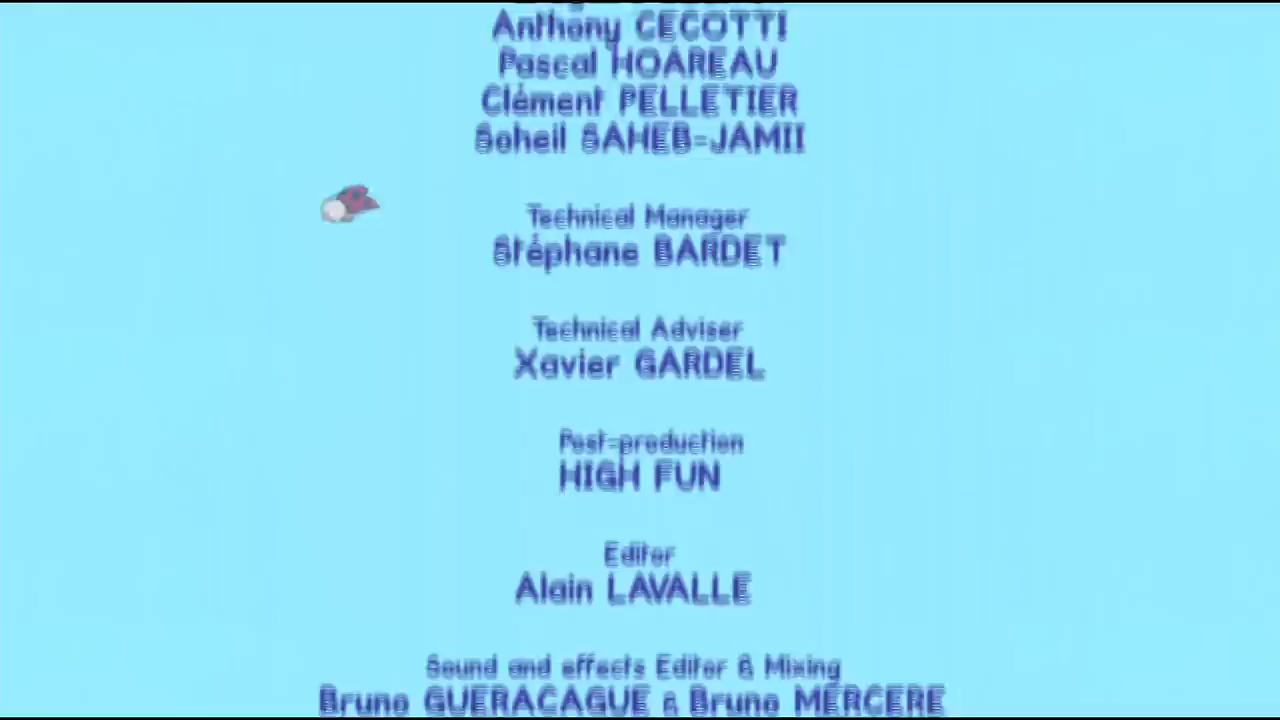 Anthony CECOTTI
Pascal HOAREAU
Clément PELLETIER
Soheil SAHEB-JAMII
Technical Manager
Stéphane BARDET
Technical Adviser
Xavier GARDEL
Post-production
HIGH FUN
Editor
Alain LAVALLE
Sound and effects Editor & Mixing
Bruno GUERACAGUE & Bruno MERCERE